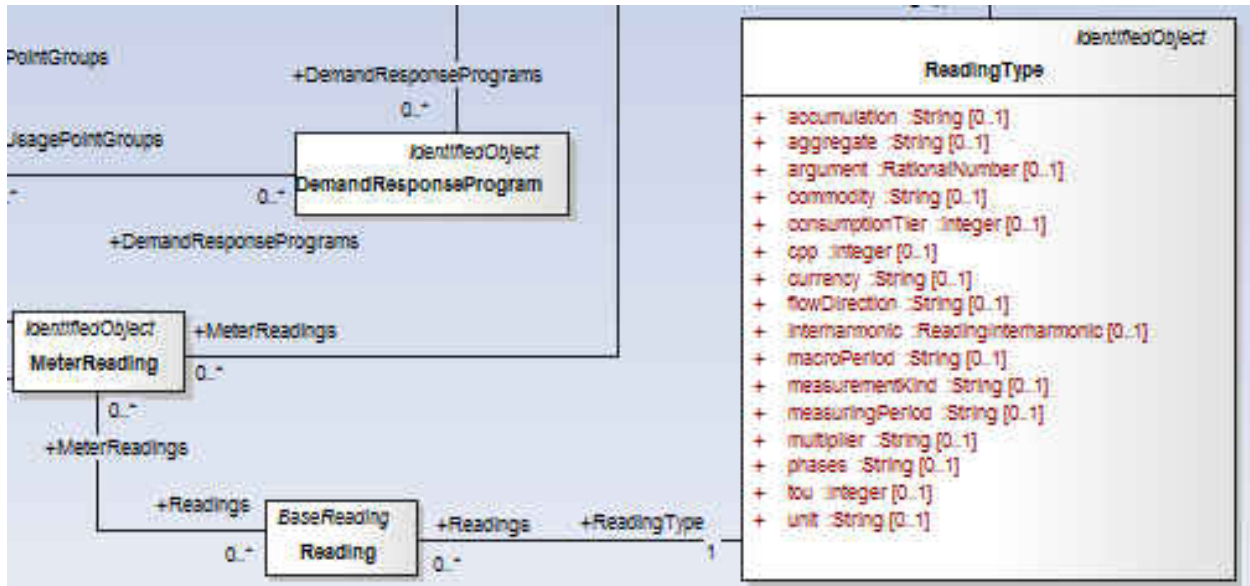 PointGroups
+DemandResponsePrograms
0..*
UsagePointGroups
IdentifiedObject
DemandResponseProgram
0..*
+DemandResponsePrograms
IdentifiedObject
MeterReading
+MeterReadings
0..*
0..*
+MeterReadings
+Readings
0..*
BaseReading
Reading
+Readings
0..*
+ReadingType
1
IdentifiedObject
ReadingType
+ accumulation :String [0..1]
+ aggregate :String [0..1]
+ argument :RationalNumber [0..1]
+ commodity :String [0..1]
+ consumptionTier :Integer [0..1]
+ cpp :Integer [0..1]
+ currency :String [0..1]
+ flowDirection :String [0..1]
+ interharmonic :ReadingInterharmonic [0..1]
+ macroPeriod :String [0..1]
+ measurementKind :String [0..1]
+ measuringPeriod :String [0..1]
+ multiplier :String [0..1]
+ phases :String [0..1]
+ tou :Integer [0..1]
+ unit :String [0..1]